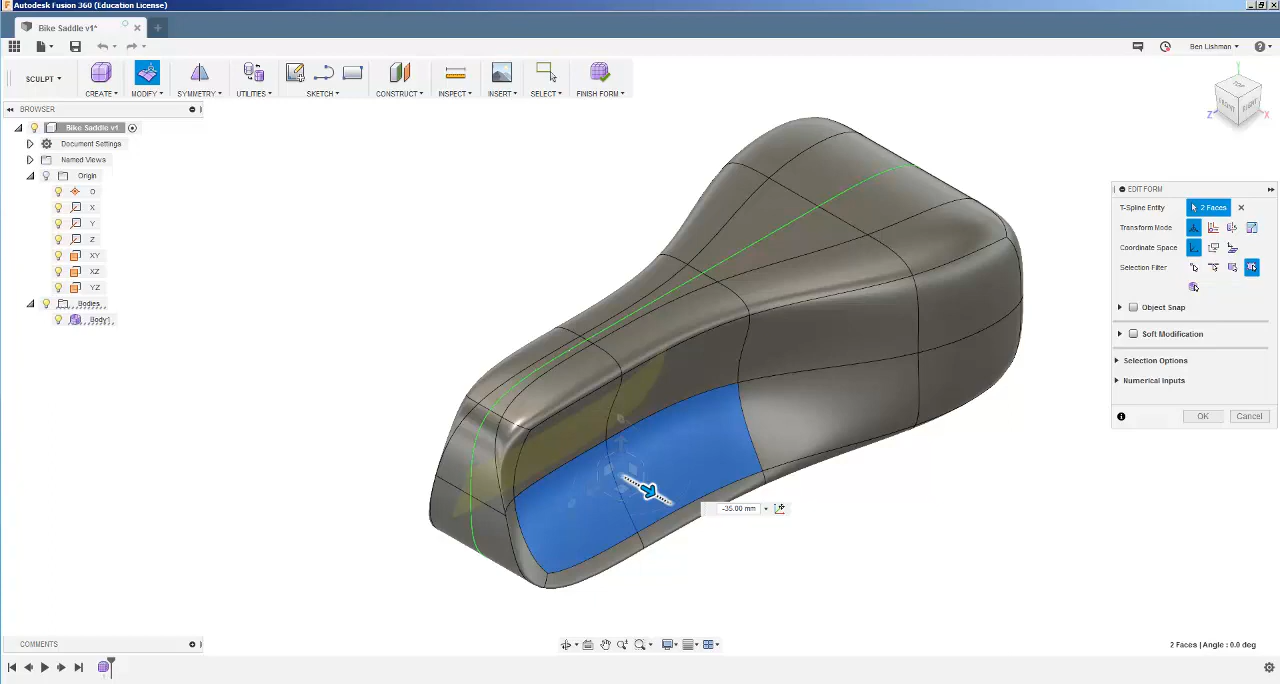 Autodesk Fusion 360 (Education License)
Bike Saddle v1*
Ben Lishman
SCULPT
CREATE
MODIFY
SYMMETRY
UTILITIES
SKETCH
CONSTRUCT
INSPECT
INSERT
SELECT
FINISH FORM
BROWSER
Bike Saddle v1
Document Settings
Named Views
Origin
O
X
Y
Z
XY
XZ
YZ
Bodies
Body1
Y
TOP
FRONT
RIGHT
Z
X
EDIT FORM
T-Spline Entity
2 Faces
Transform Mode
Coordinate Space
Selection Filter
Object Snap
Soft Modification
Selection Options
Numerical Inputs
OK
Cancel
-35.00 mm
COMMENTS
2 Faces | Angle : 0.0 deg